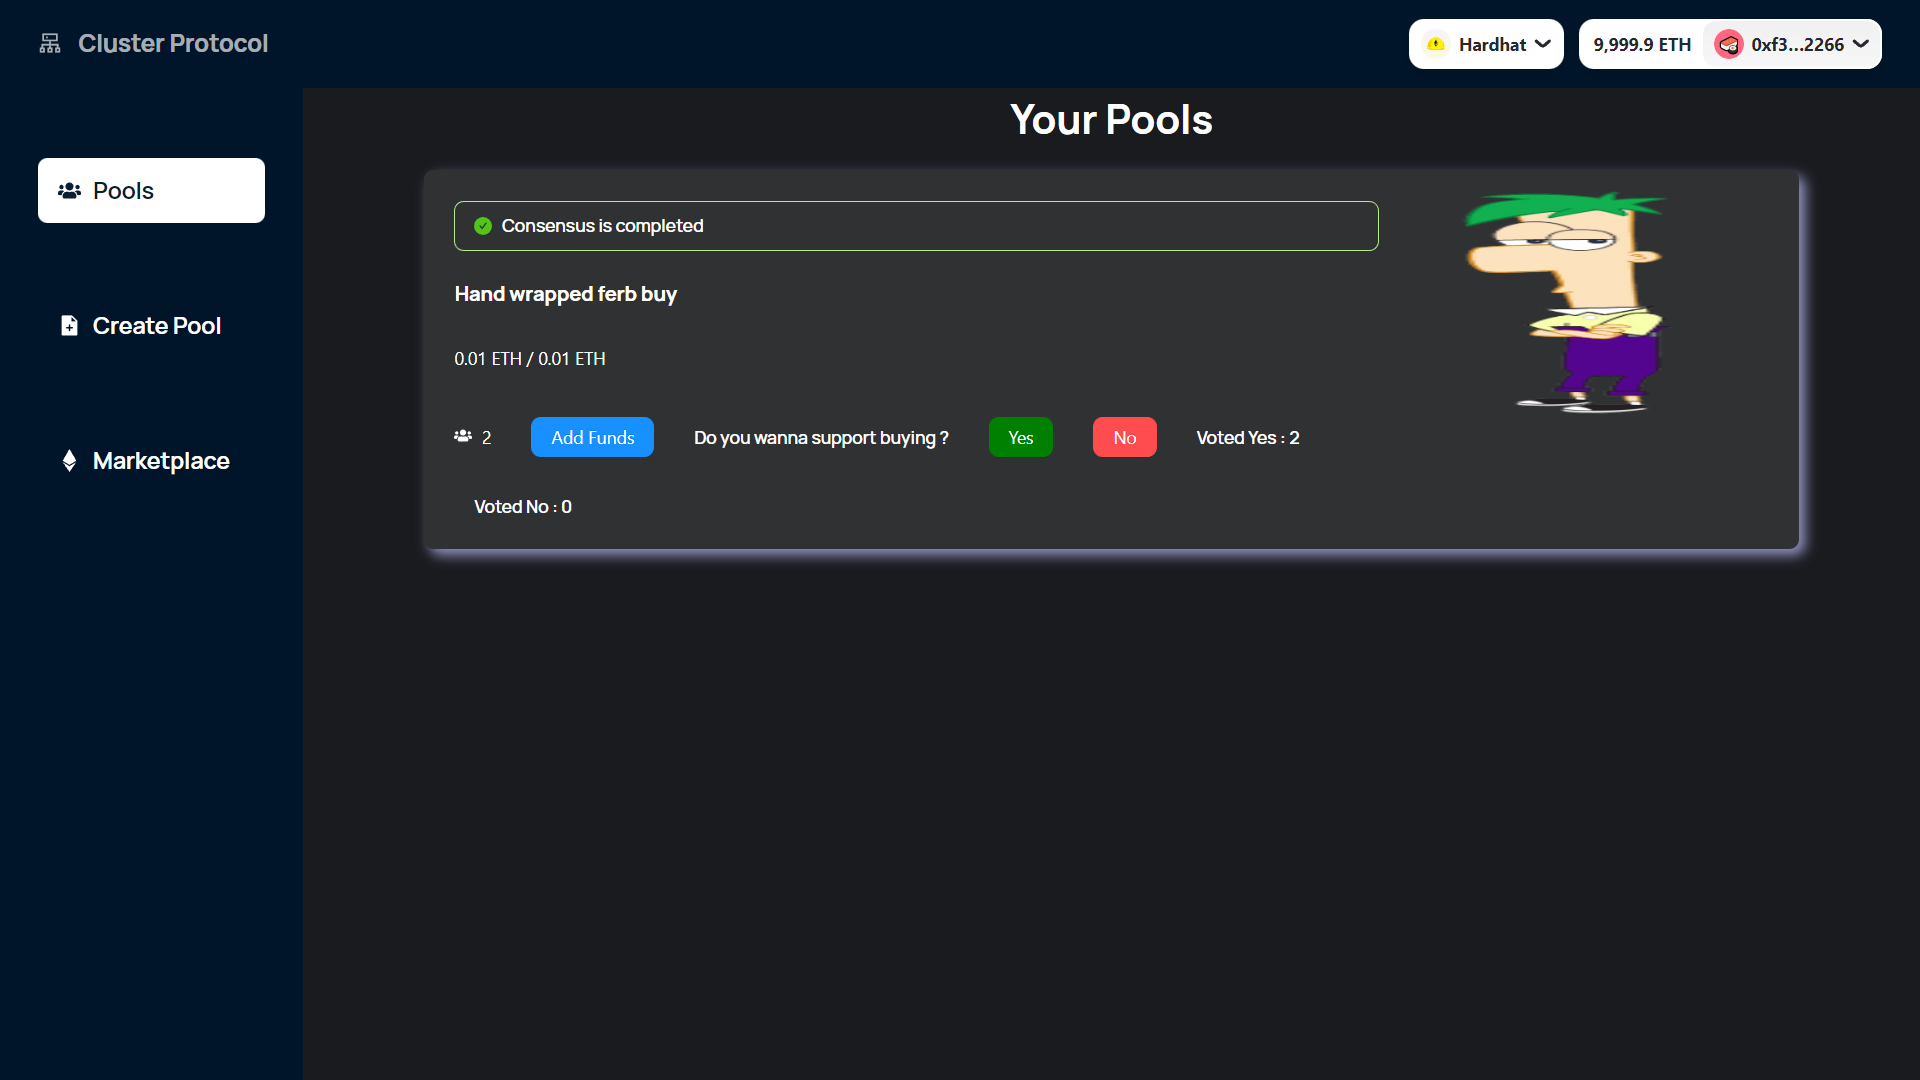 Cluster Protocol
Hardhat
9,999.9 ETH
0xf3...2266
Pools
Create Pool
Marketplace
Your Pools
Consensus is completed
Hand wrapped ferb buy
0.01 ETH / 0.01 ETH
2 Add Funds Do you wanna support buying ? Yes No Voted Yes : 2
Voted No : 0